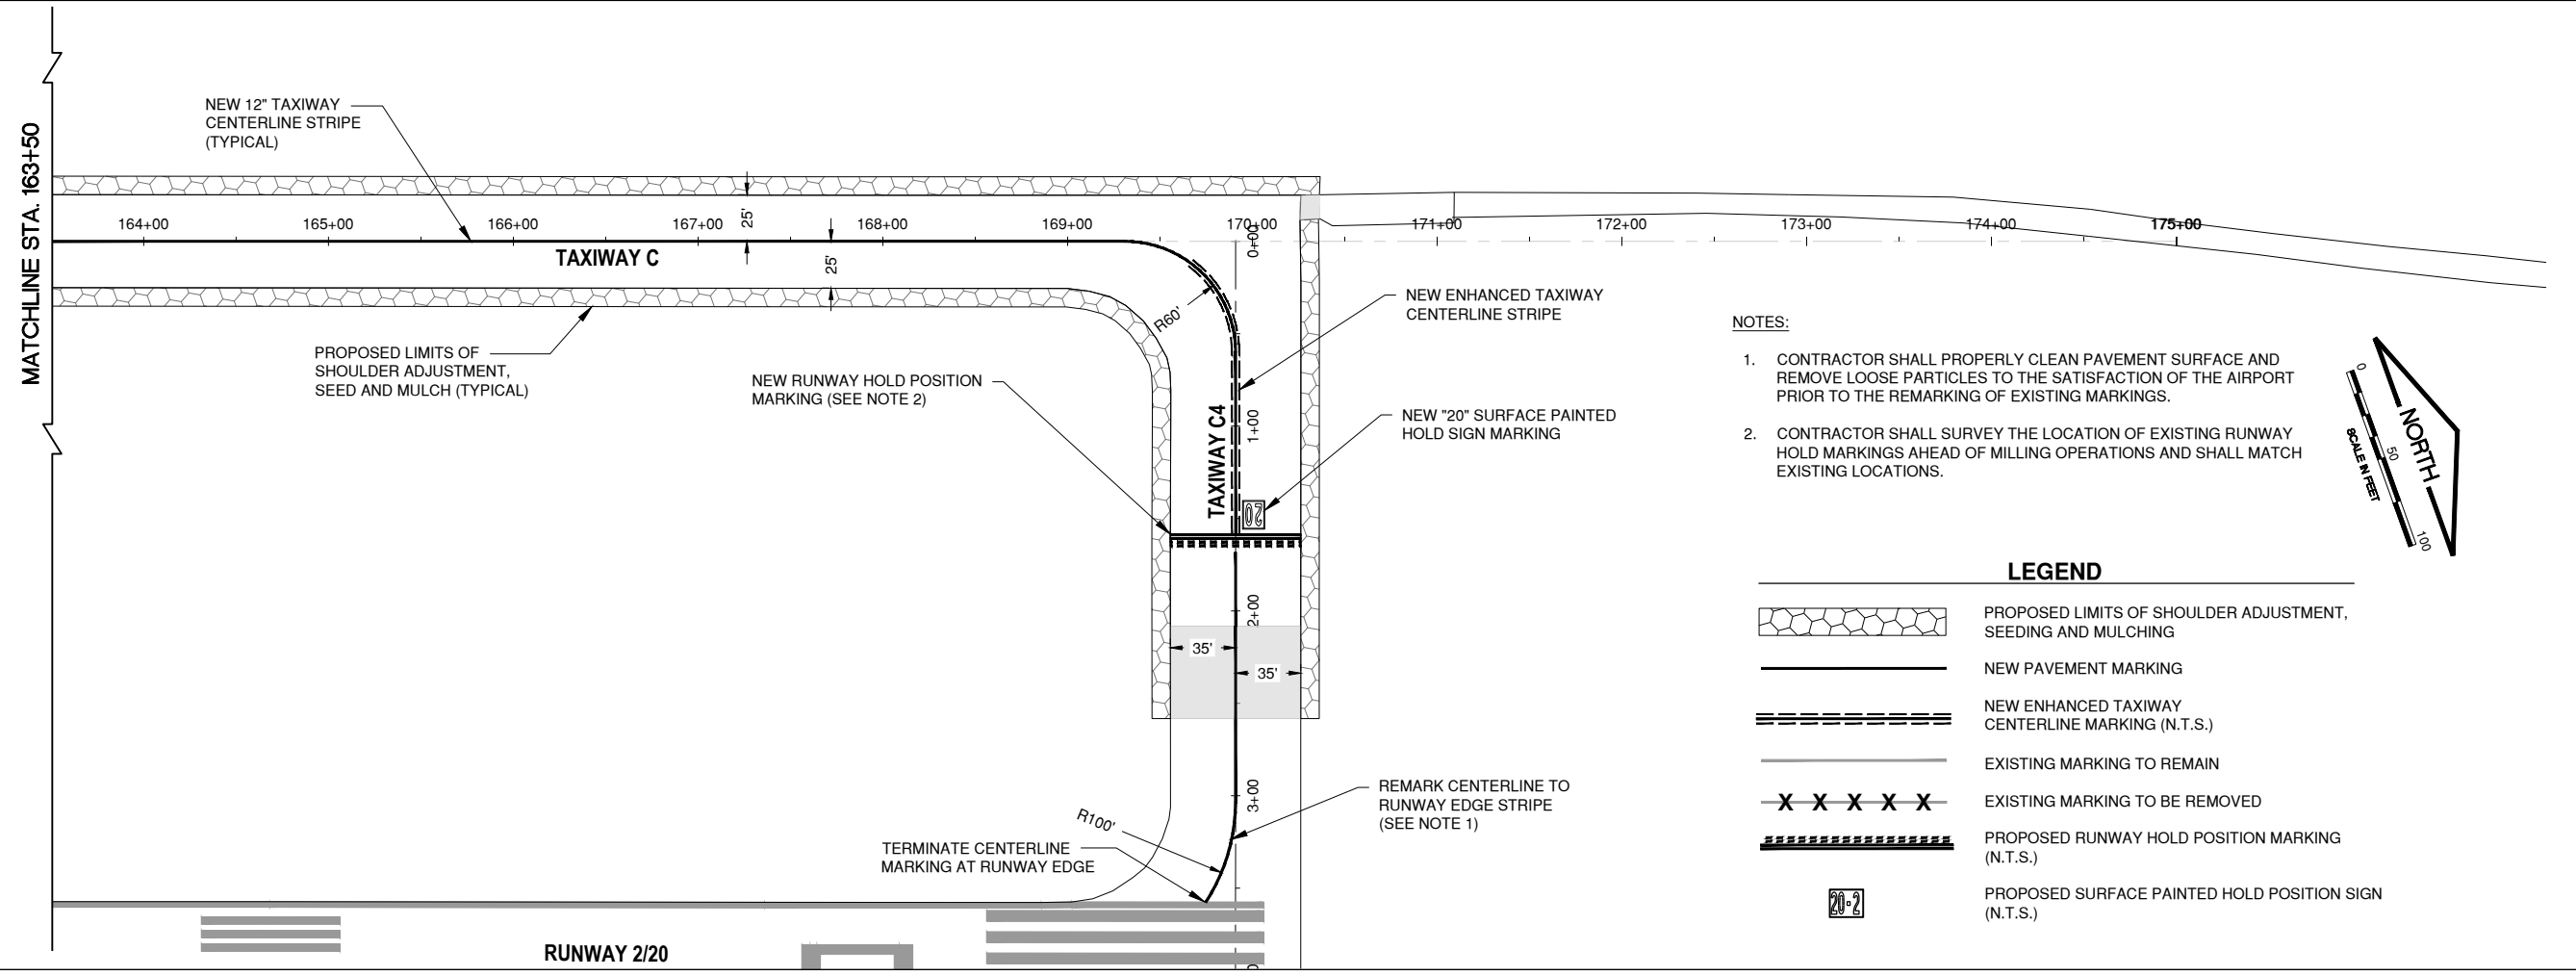 MATCHLINE STA. 163+50
NEW 12" TAXIWAY
CENTERLINE STRIPE
(TYPICAL)
164+00
165+00
166+00
167+00
168+00
169+00
170+00
171+00
172+00
173+00
174+00
175+00
25'
25'
TAXIWAY C
0+00
R60'
PROPOSED LIMITS OF
SHOULDER ADJUSTMENT,
SEED AND MULCH (TYPICAL)
NEW RUNWAY HOLD POSITION
MARKING (SEE NOTE 2)
NEW ENHANCED TAXIWAY
CENTERLINE STRIPE
NEW "20" SURFACE PAINTED
HOLD SIGN MARKING
TAXIWAY C4
1+00
20
2+00
35'
35'
3+00
R100'
REMARK CENTERLINE TO
RUNWAY EDGE STRIPE
(SEE NOTE 1)
TERMINATE CENTERLINE
MARKING AT RUNWAY EDGE
RUNWAY 2/20
NOTES:
1. CONTRACTOR SHALL PROPERLY CLEAN PAVEMENT SURFACE AND
REMOVE LOOSE PARTICLES TO THE SATISFACTION OF THE AIRPORT
PRIOR TO THE REMARKING OF EXISTING MARKINGS.
2. CONTRACTOR SHALL SURVEY THE LOCATION OF EXISTING RUNWAY
HOLD MARKINGS AHEAD OF MILLING OPERATIONS AND SHALL MATCH
EXISTING LOCATIONS.
NORTH
0
50
100
SCALE IN FEET
LEGEND
PROPOSED LIMITS OF SHOULDER ADJUSTMENT,
SEEDING AND MULCHING
NEW PAVEMENT MARKING
NEW ENHANCED TAXIWAY
CENTERLINE MARKING (N.T.S.)
EXISTING MARKING TO REMAIN
X X X X X
EXISTING MARKING TO BE REMOVED
PROPOSED RUNWAY HOLD POSITION MARKING
(N.T.S.)
20-2
PROPOSED SURFACE PAINTED HOLD POSITION SIGN
(N.T.S.)